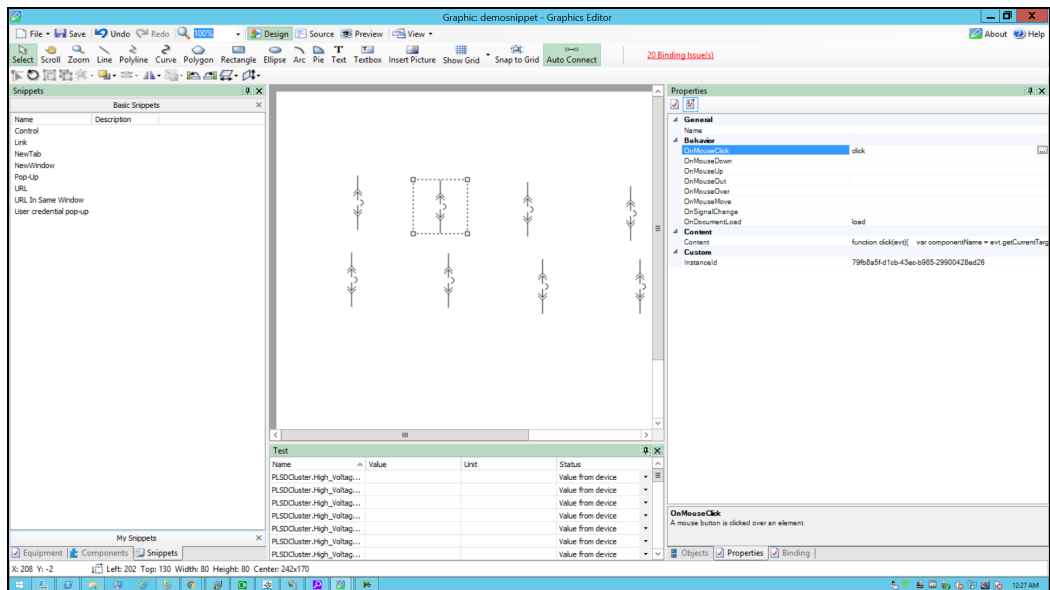 Graphic: demosnippet - Graphics Editor
File Save Undo Redo 100% Design Source Preview View About Help
Select Scroll Zoom Line Polyline Curve Polygon Rectangle Ellipse Arc Pie Text Textbox Insert Picture Show Grid Snap to Grid Auto Connect 20 Binding Issue(s)
Snippets
Basic Snippets
Name Description
Control
Link
NewTab
NewWindow
Pop-Up
URL
URL In Same Window
User credential pop-up
My Snippets
Equipment Components Snippets
Test
Name Value Unit Status
PLSDCluster.High_Voltag... Value from device
PLSDCluster.High_Voltag... Value from device
PLSDCluster.High_Voltag... Value from device
PLSDCluster.High_Voltag... Value from device
PLSDCluster.High_Voltag... Value from device
PLSDCluster.High_Voltag... Value from device
PLSDCluster.High_Voltag... Value from device
Properties
General
Name
Behavior
OnMouseClick click ...
OnMouseDown
OnMouseUp
OnMouseOut
OnMouseOver
OnMouseMove
OnSignalChange
OnDocumentLoad load
Content
Content function click(evt){ var componentName = evt.getCurrentTarg
Custom
InstanceId 79fb8a5f-d1cb-43ec-b985-29900428ed26
OnMouseClick
A mouse button is clicked over an element.
Objects Properties Binding
X: 208 Y: -2 Left: 202 Top: 130 Width: 80 Height: 80 Center: 242x170
12:27 AM